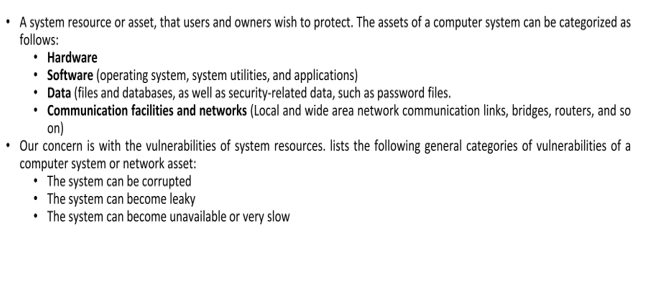 • A system resource or asset, that users and owners wish to protect. The assets of a computer system can be categorized as
follows:
• Hardware
• Software (operating system, system utilities, and applications)
• Data (files and databases, as well as security-related data, such as password files.
• Communication facilities and networks (Local and wide area network communication links, bridges, routers, and so
on)
• Our concern is with the vulnerabilities of system resources. lists the following general categories of vulnerabilities of a
computer system or network asset:
• The system can be corrupted
• The system can become leaky
• The system can become unavailable or very slow